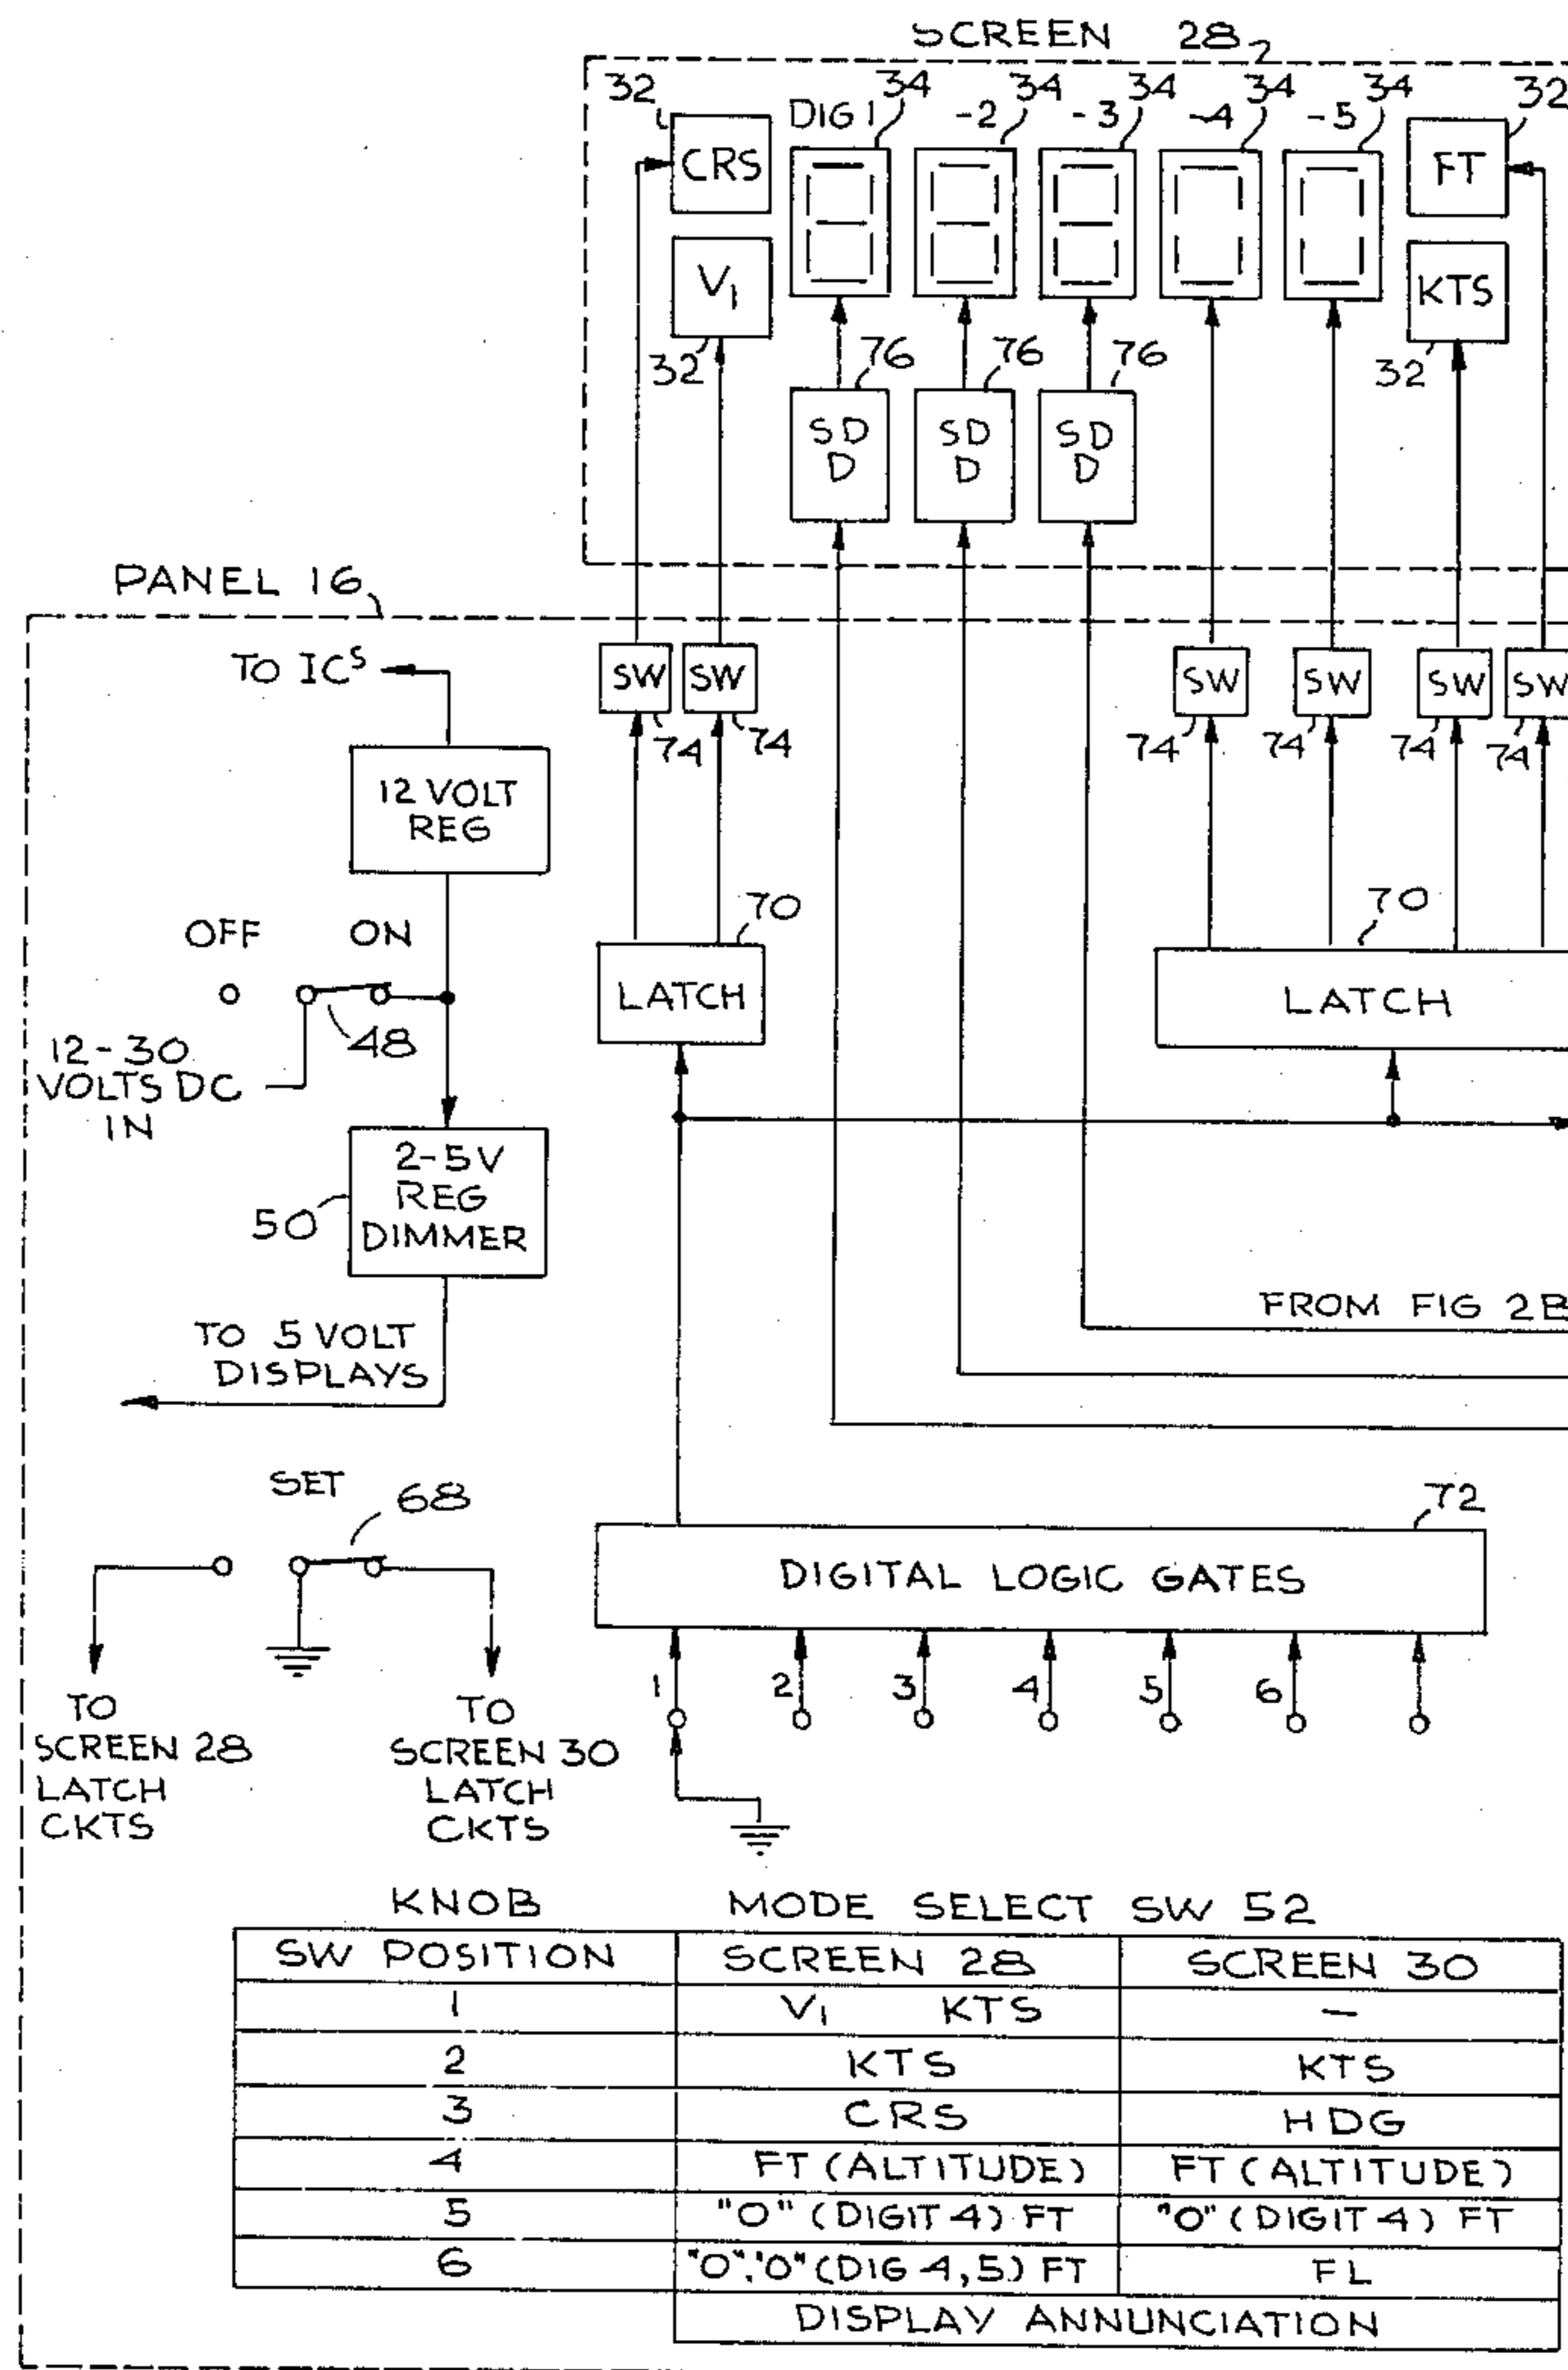 SCREEN 28
32 DIG 1 34 -2 34 -3 34 -4 34 -5 34 32
CRS FT
V1 KTS
32 76 76 76 32
SD D SD D SD D
PANEL 16
TO ICS
SW SW SW SW SW SW
74 74 74 74 74 74
12 VOLT
REG
OFF ON
70 70
LATCH LATCH
48
12-30
VOLTS DC
IN
2-5V
REG
DIMMER
50
FROM FIG 2B
TO 5 VOLT
DISPLAYS
SET
68
72
DIGITAL LOGIC GATES
1 2 3 4 5 6
TO
SCREEN 28
LATCH
CKTS
TO
SCREEN 30
LATCH
CKTS
KNOB MODE SELECT SW 52
SW POSITION SCREEN 28 SCREEN 30
1 V1 KTS —
2 KTS KTS
3 CRS HDG
4 FT (ALTITUDE) FT (ALTITUDE)
5 "0" (DIGIT 4) FT "0" (DIGIT 4) FT
6 "0","0" (DIG 4,5) FT FL
DISPLAY ANNUNCIATION